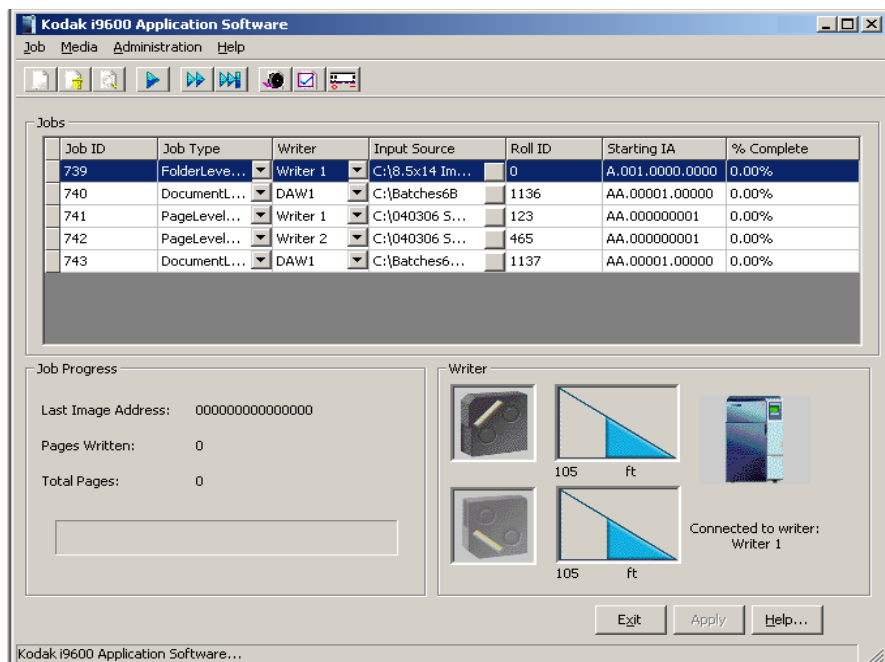 Kodak i9600 Application Software
Job Media Administration Help
Jobs
Job ID Job Type Writer Input Source Roll ID Starting IA % Complete
739 FolderLeve... Writer 1 C:\8.5x14 Im... 0 A.001.0000.0000 0.00%
740 DocumentL... DAW1 C:\Batches6B 1136 AA.00001.00000 0.00%
741 PageLevel... Writer 1 C:\040306 S... 123 AA.000000001 0.00%
742 PageLevel... Writer 2 C:\040306 S... 465 AA.000000001 0.00%
743 DocumentL... DAW1 C:\Batches6... 1137 AA.00001.00000 0.00%
Job Progress
Last Image Address: 000000000000000
Pages Written: 0
Total Pages: 0
Writer
105 ft
105 ft
Connected to writer:
Writer 1
Exit Apply Help...
Kodak i9600 Application Software...